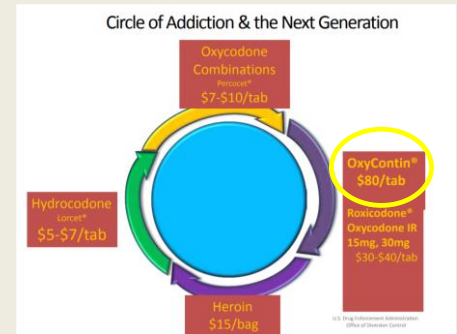 Circle of Addiction & the Next Generation
Oxycodone
Combinations
Percocet®
$7-$10/tab
OxyContin®
$80/tab
Roxicodone®
Oxycodone IR
15mg, 30mg
$30-$40/tab
Hydrocodone
Lorcet®
$5-$7/tab
Heroin
$15/bag
U.S. Drug Enforcement Administration
Office of Diversion Control